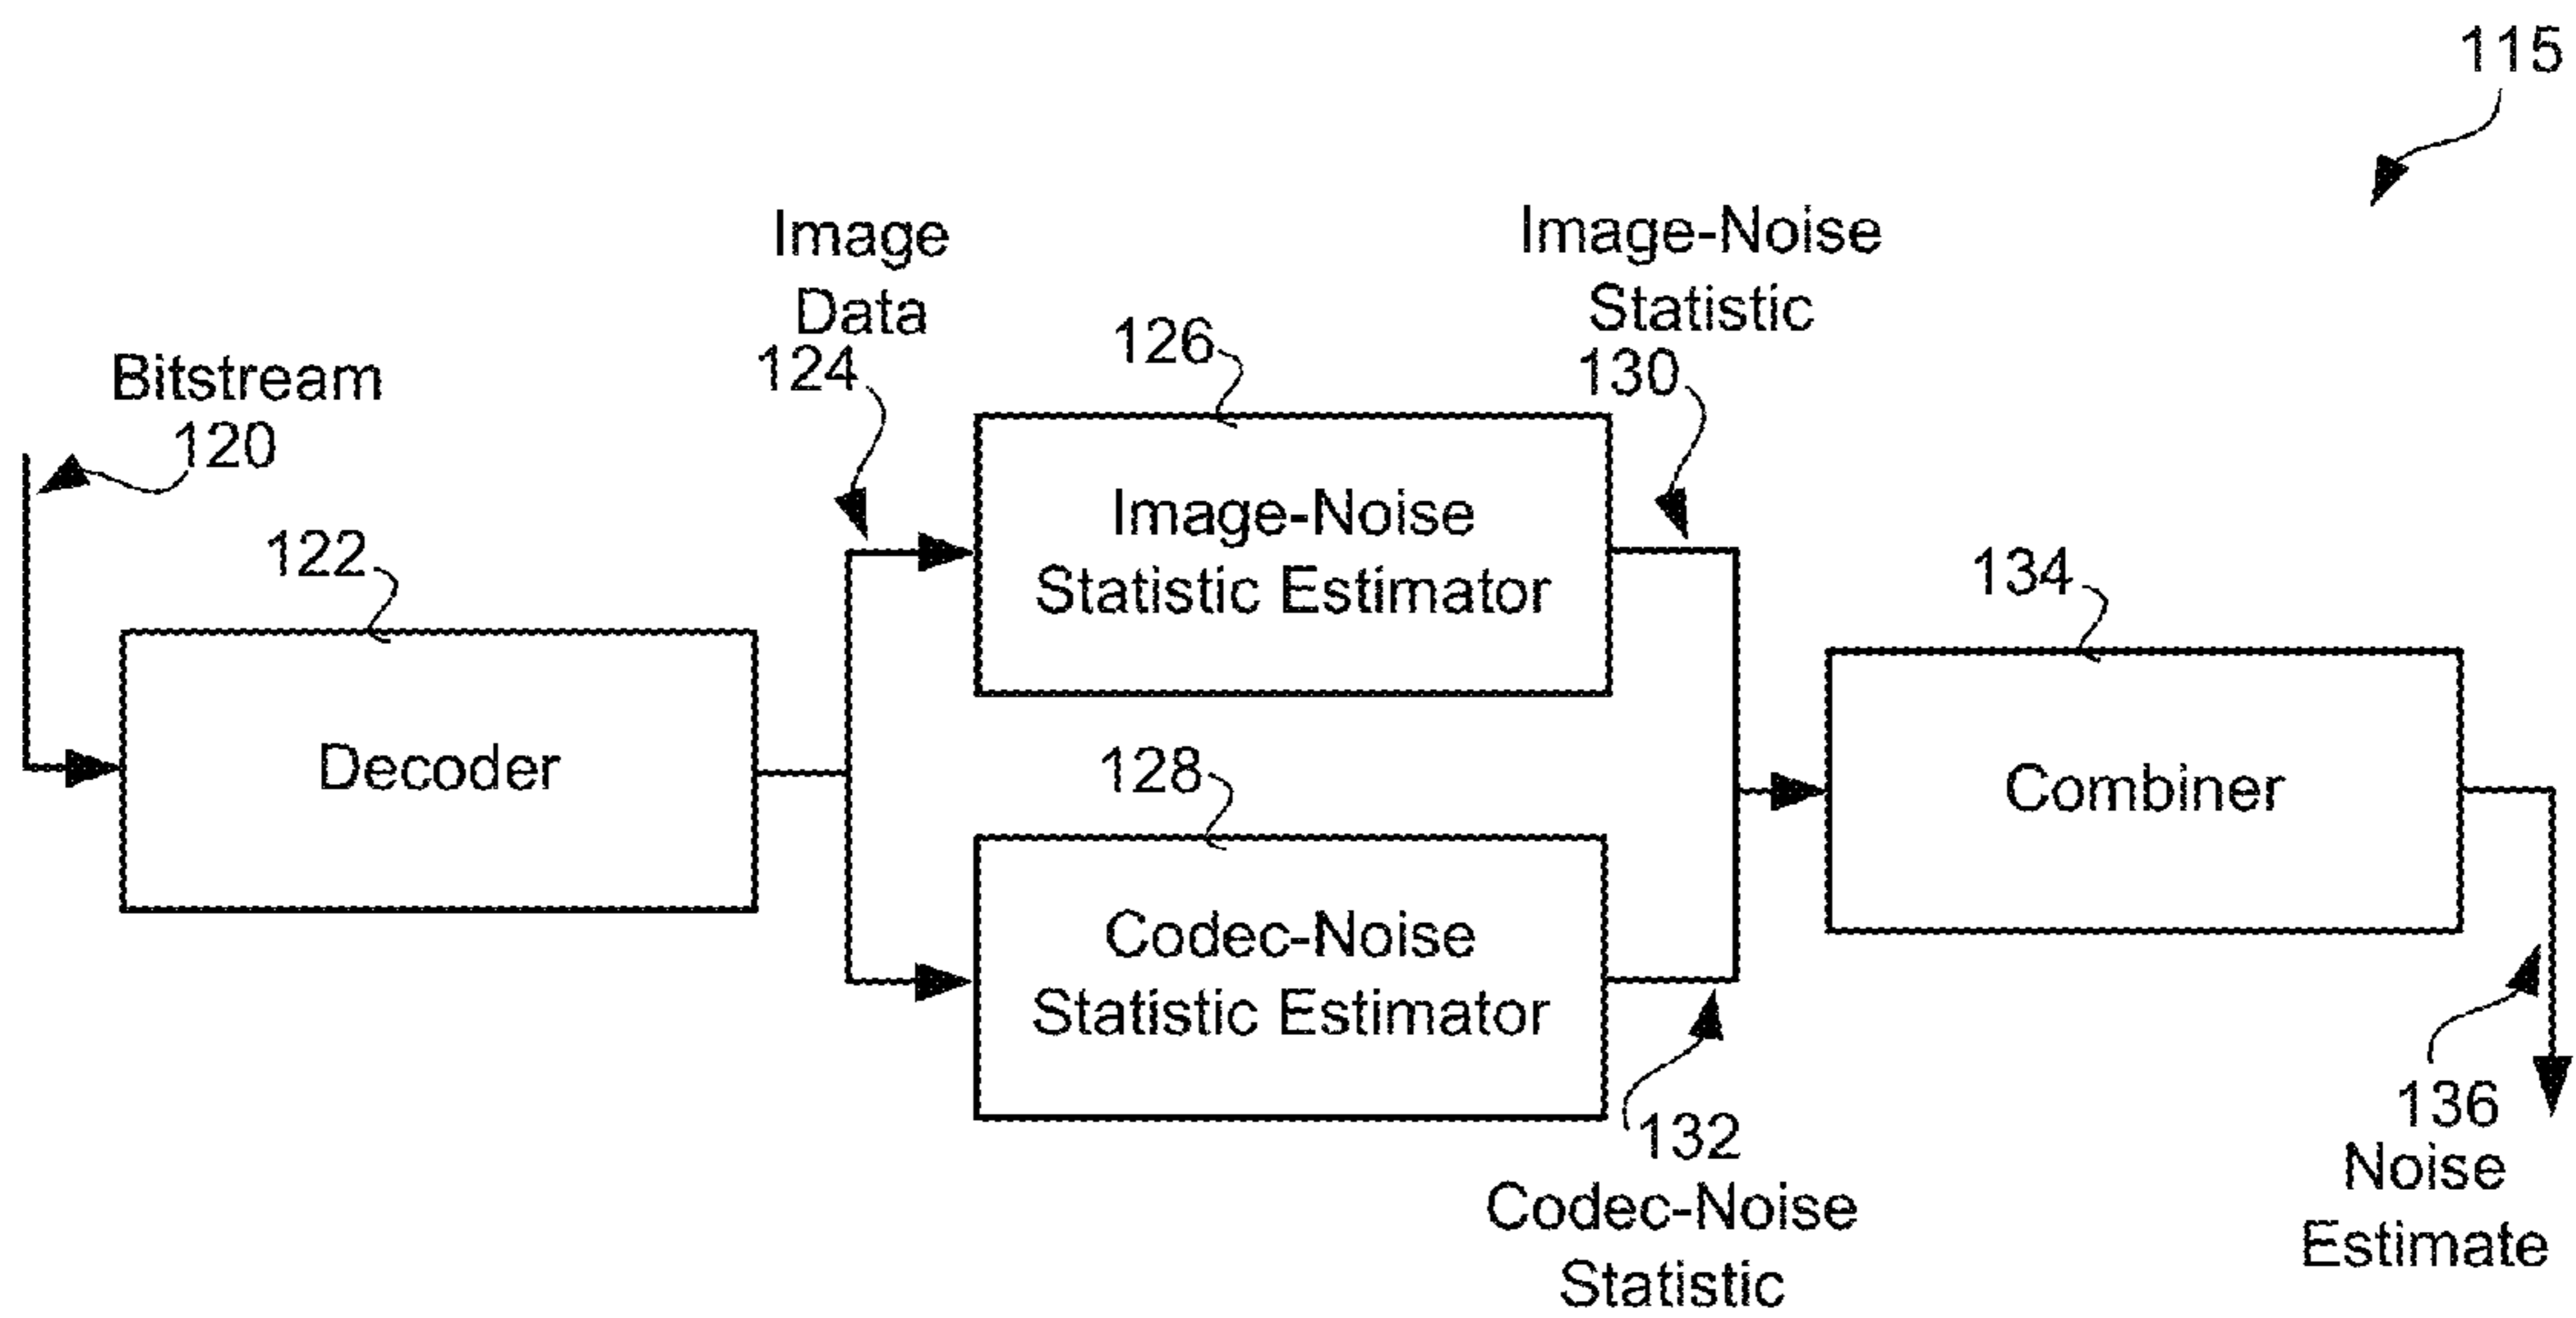 115
Image
Data
124
Image-Noise
Statistic
130
126
Bitstream
120
122
Image-Noise
Statistic Estimator
134
Decoder
128
Combiner
Codec-Noise
Statistic Estimator
132
Codec-Noise
Statistic
136
Noise
Estimate